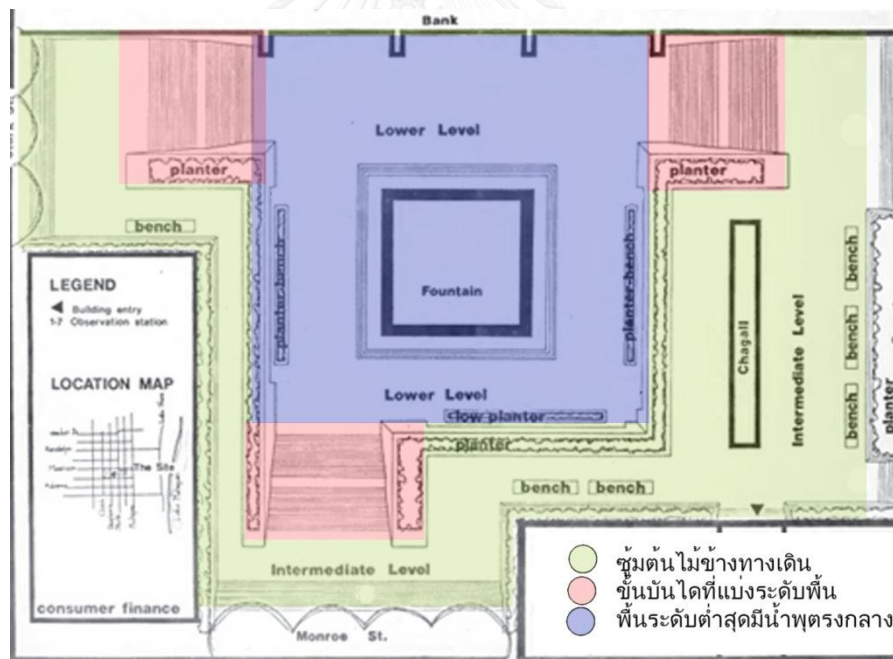 Bank
Lower Level
planter
planter
bench
planter-bench
planter-bench
Fountain
Chagall
Intermediate Level
bench
bench
bench
planter
LEGEND
Building entry
1-7 Observation station
LOCATION MAP
The Site
Lower Level
low planter
planter
bench
bench
Intermediate Level
consumer finance
Monroe St.
ซุ้มต้นไม้ข้างทางเดิน
ขั้นบันไดที่แบ่งระดับพื้น
พื้นระดับต่ำสุดมีน้ำพุตรงกลาง